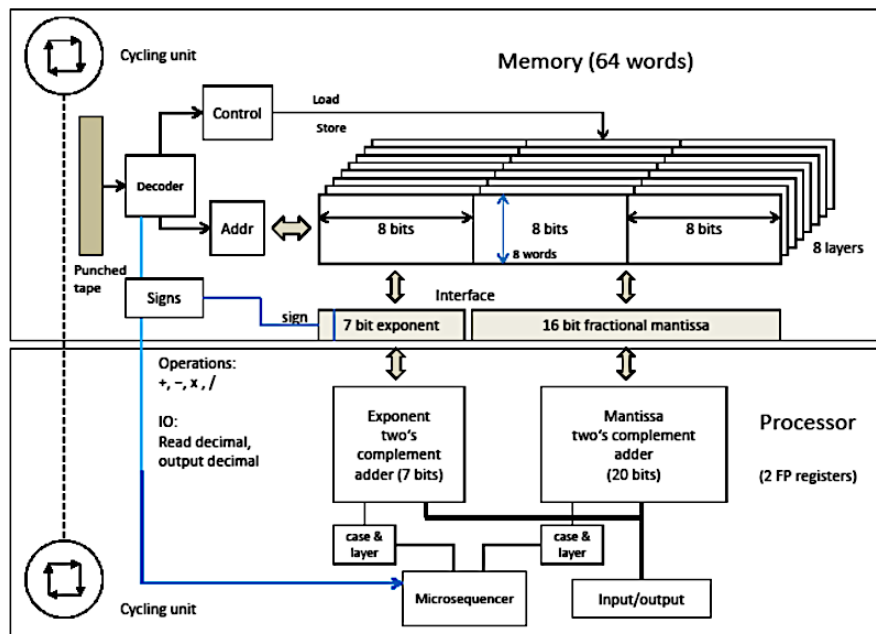 Cycling unit
Memory (64 words)
Control
Load
Store
Decoder
Addr
8 bits
8 bits
8 bits
8 words
8 layers
Punched
tape
Signs
Interface
sign
7 bit exponent
16 bit fractional mantissa
Operations:
+, –, x , /
IO:
Read decimal,
output decimal
Exponent
two's
complement
adder (7 bits)
Mantissa
two's complement
adder
(20 bits)
Processor
(2 FP registers)
case &
layer
case &
layer
Microsequencer
Input/output
Cycling unit